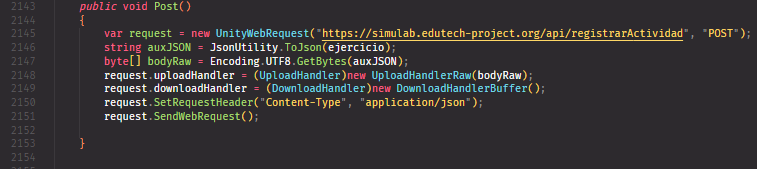 2143 public void Post()
2144 {
2145 var request = new UnityWebRequest("https://simulab.edutech-project.org/api/registrarActividad", "POST");
2146 string auxJSON = JsonUtility.ToJson(ejercicio);
2147 byte[] bodyRaw = Encoding.UTF8.GetBytes(auxJSON);
2148 request.uploadHandler = (UploadHandler)new UploadHandlerRaw(bodyRaw);
2149 request.downloadHandler = (DownloadHandler)new DownloadHandlerBuffer();
2150 request.SetRequestHeader("Content-Type", "application/json");
2151 request.SendWebRequest();
2152
2153 }
2154